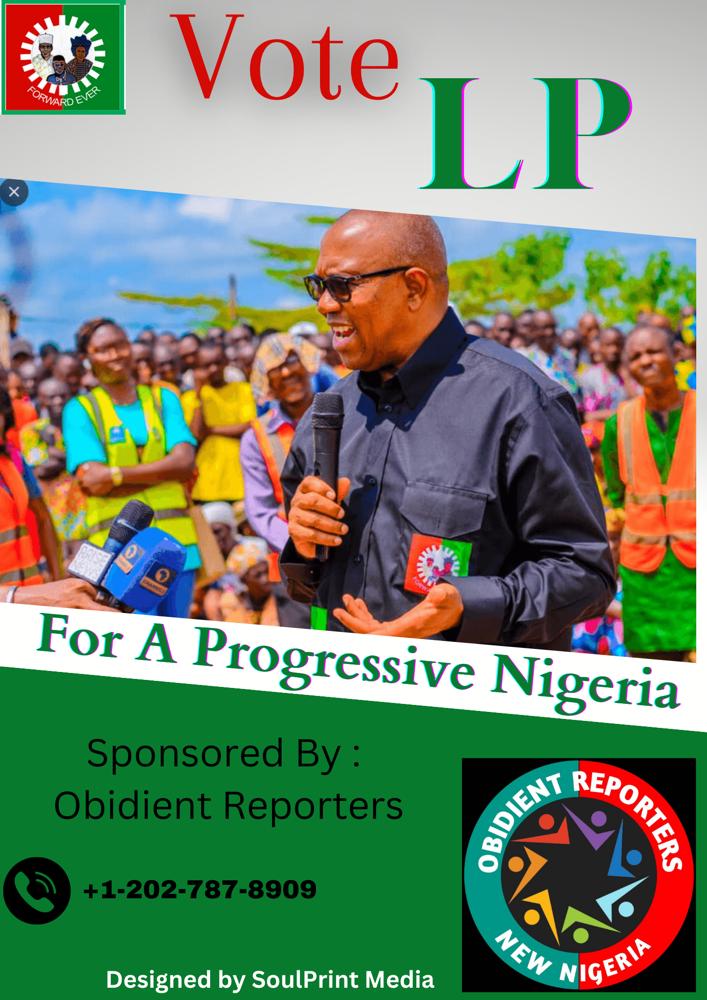 FORWARD EVER
Vote
LP
For A Progressive Nigeria
Sponsored By :
Obidient Reporters
+1-202-787-8909
OBIDIENT REPORTERS
NEW NIGERIA
Designed by SoulPrint Media